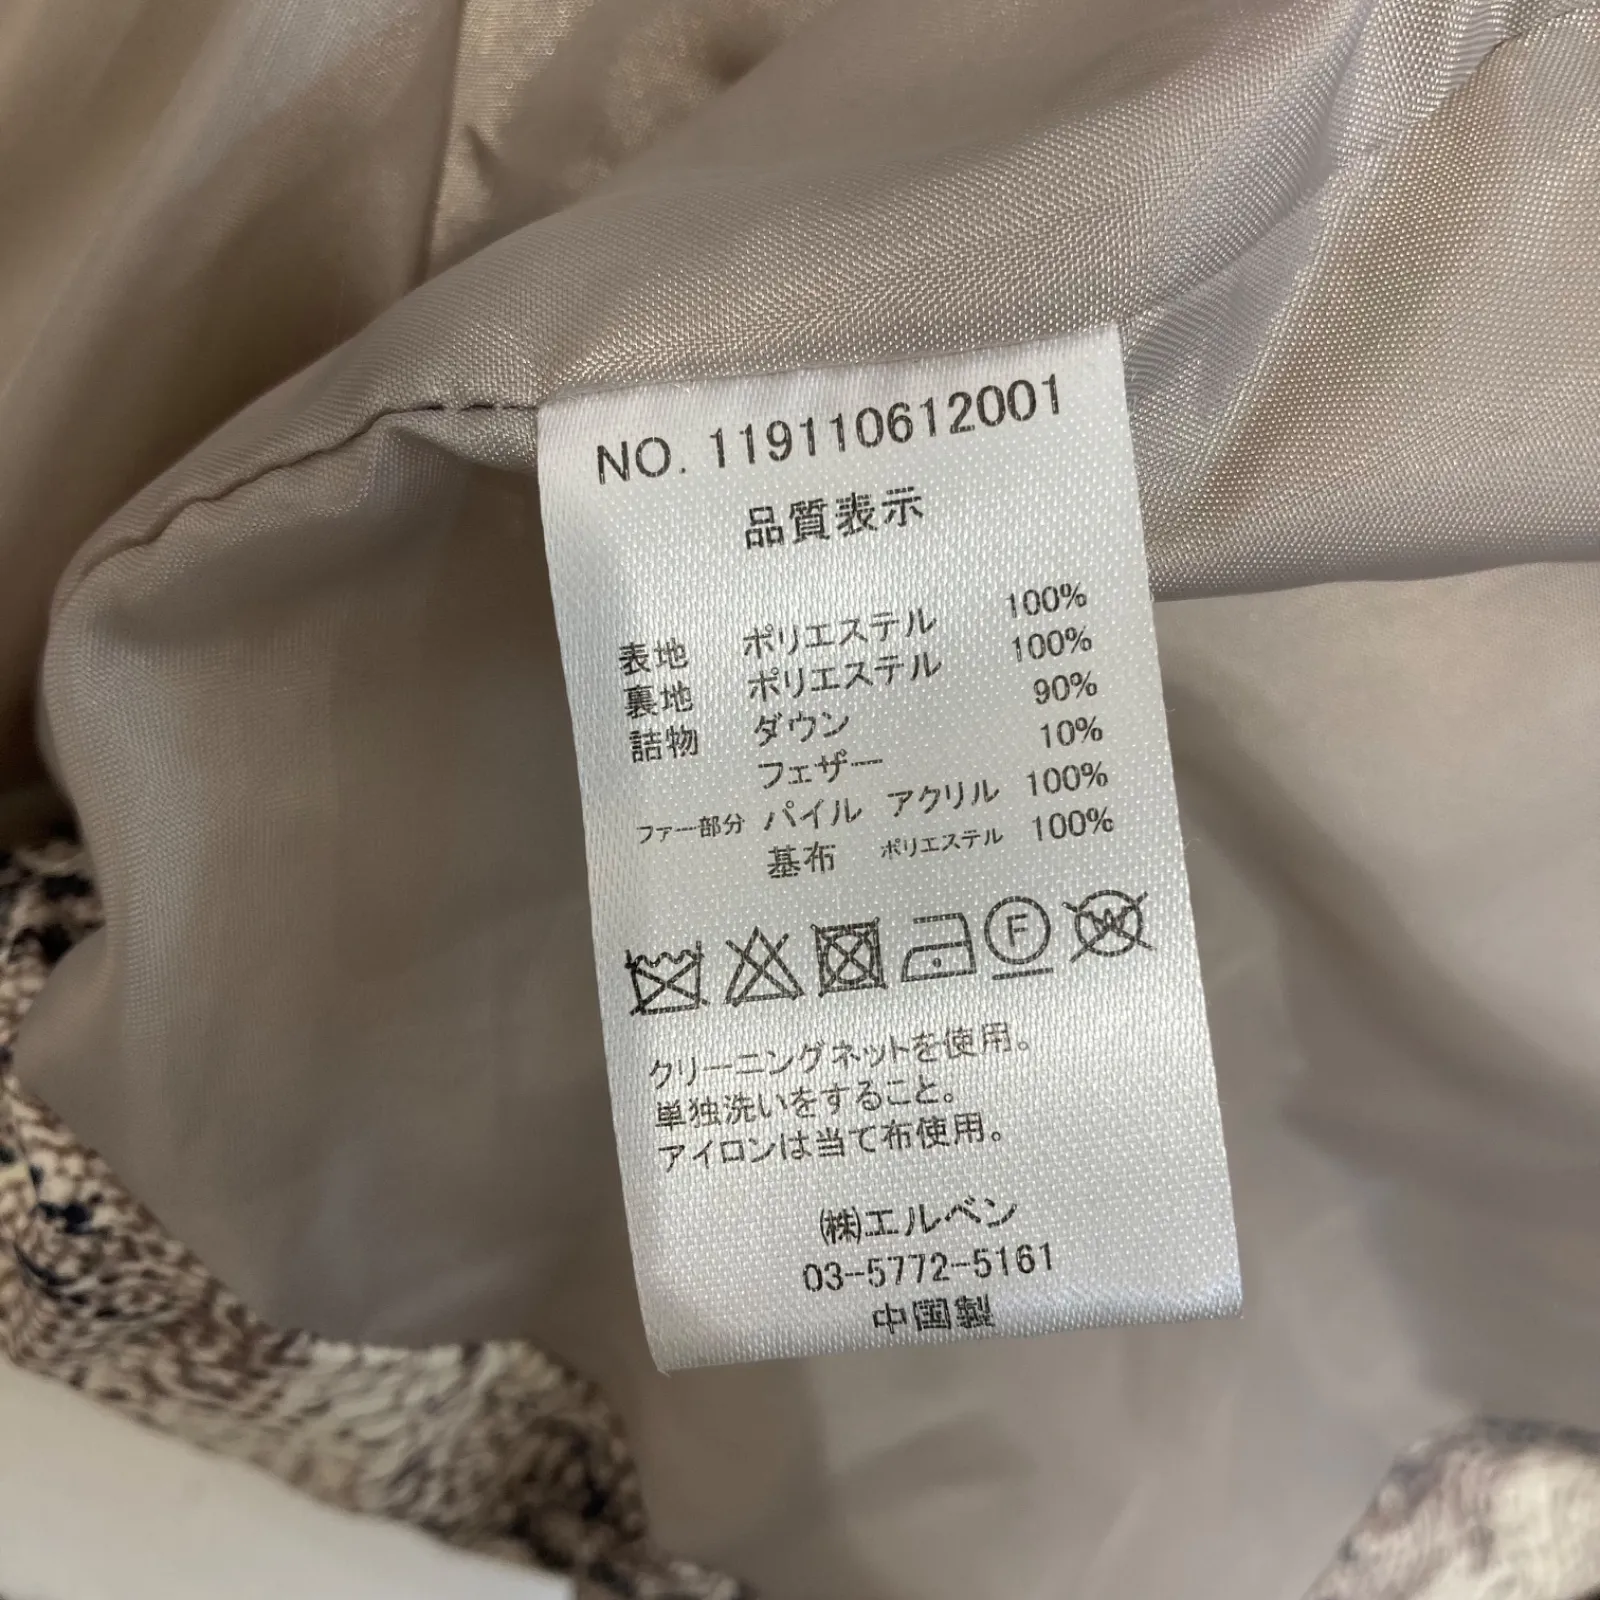 NO. 119110612001
品質表示
表地 ポリエステル 100%
裏地 ポリエステル 100%
詰物 ダウン 90%
フェザー 10%
ファー部分 パイル アクリル 100%
基布 ポリエステル 100%
F W
クリーニングネットを使用。
単独洗いをすること。
アイロンは当て布使用。
㈱エルベン
03-5772-5161
中国製